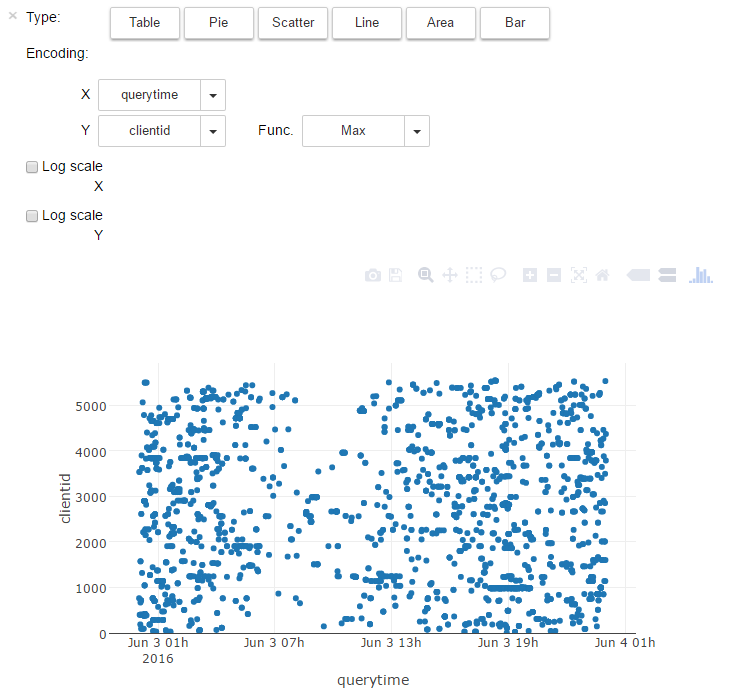 × Type: Table Pie Scatter Line Area Bar
Encoding:
X querytime
Y clientid Func. Max
Log scale
X
Log scale
Y
5000
4000
3000
2000
1000
0
clientid
Jun 3 01h Jun 3 07h Jun 3 13h Jun 3 19h Jun 4 01h
2016
querytime